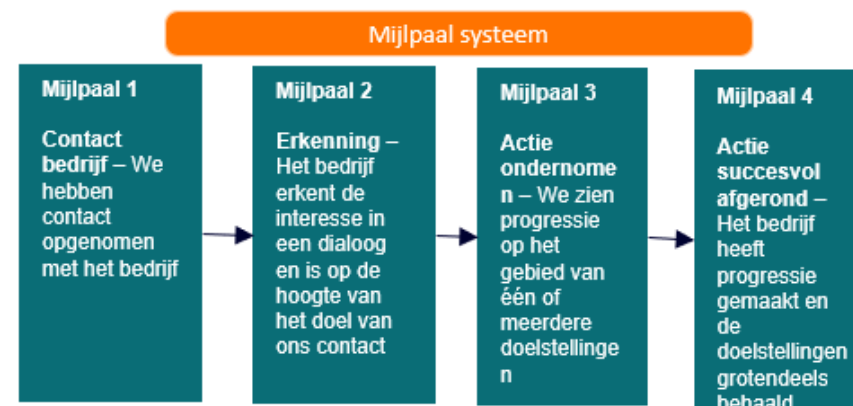 Mijlpaal systeem
Mijlpaal 1
Contact
bedrijf – We
hebben
contact
opgenomen
met het bedrijf
Mijlpaal 2
Erkenning –
Het bedrijf
erkent de
interesse in
een dialoog
en is op de
hoogte van
het doel van
ons contact
Mijlpaal 3
Actie
ondernome
n – We zien
progressie
op het
gebied van
één of
meerdere
doelstellinge
n
Mijlpaal 4
Actie
succesvol
afgerond –
Het bedrijf
heeft
progressie
gemaakt en
de
doelstellingen
grotendeels
behaald